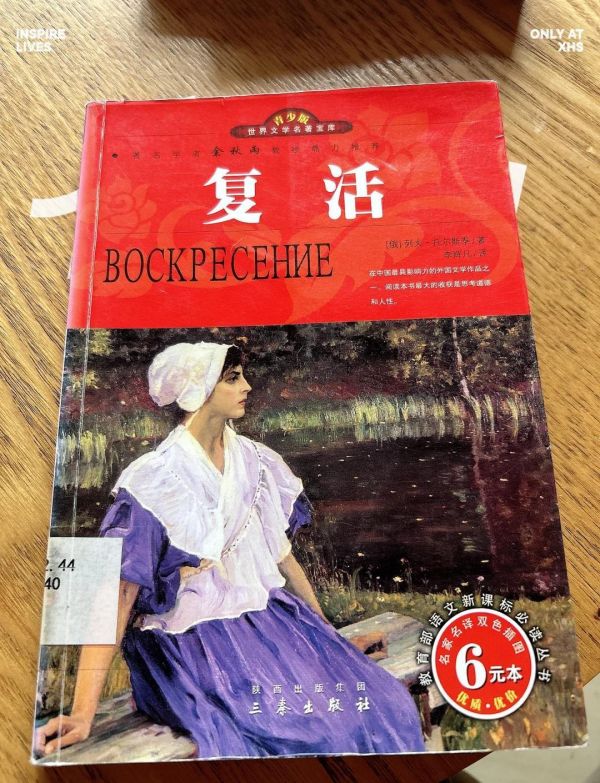 INSPIRE
LIVES
ONLY AT
XHS
青少版
世界文学名著宝库
著名学者余秋雨教授鼎力推荐
复活
[俄]列夫·托尔斯泰/著
李辉凡/译
ВОСКРЕСЕНИЕ
在中国最具影响力的外国文学作品之
一，阅读本书最大的收获是思考道德
和人性。
2.44
40
教育部语文新课标必读丛书
名家名译双色插图
6元本
优质·优价
陕西出版集团
三秦出版社